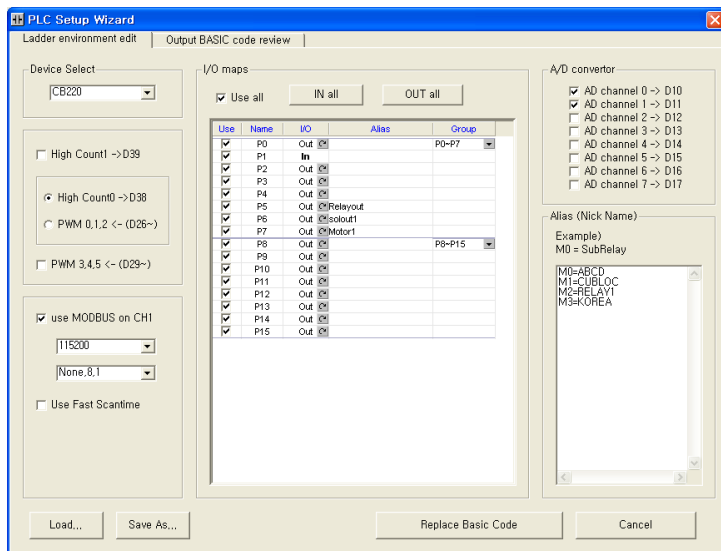 PLC Setup Wizard
Ladder environment edit
Output BASIC code review
Device Select
CB220
High Count1 ->D39
High Count0 ->D38
PWM 0,1,2 <- (D26~)
PWM 3,4,5 <- (D29~)
use MODBUS on CH1
115200
None,8,1
Use Fast Scantime
I/O maps
Use all
IN all
OUT all
Use Name I/O Alias Group
P0 Out P0~P7
P1 In
P2 Out
P3 Out
P4 Out
P5 Out Relayout
P6 Out solout1
P7 Out Motor1
P8 Out P8~P15
P9 Out
P10 Out
P11 Out
P12 Out
P13 Out
P14 Out
P15 Out
A/D convertor
AD channel 0 -> D10
AD channel 1 -> D11
AD channel 2 -> D12
AD channel 3 -> D13
AD channel 4 -> D14
AD channel 5 -> D15
AD channel 6 -> D16
AD channel 7 -> D17
Alias (Nick Name)
Example)
M0 = SubRelay
M0=ABCD
M1=CUBLOC
M2=RELAY1
M3=KOREA
Load...
Save As...
Replace Basic Code
Cancel